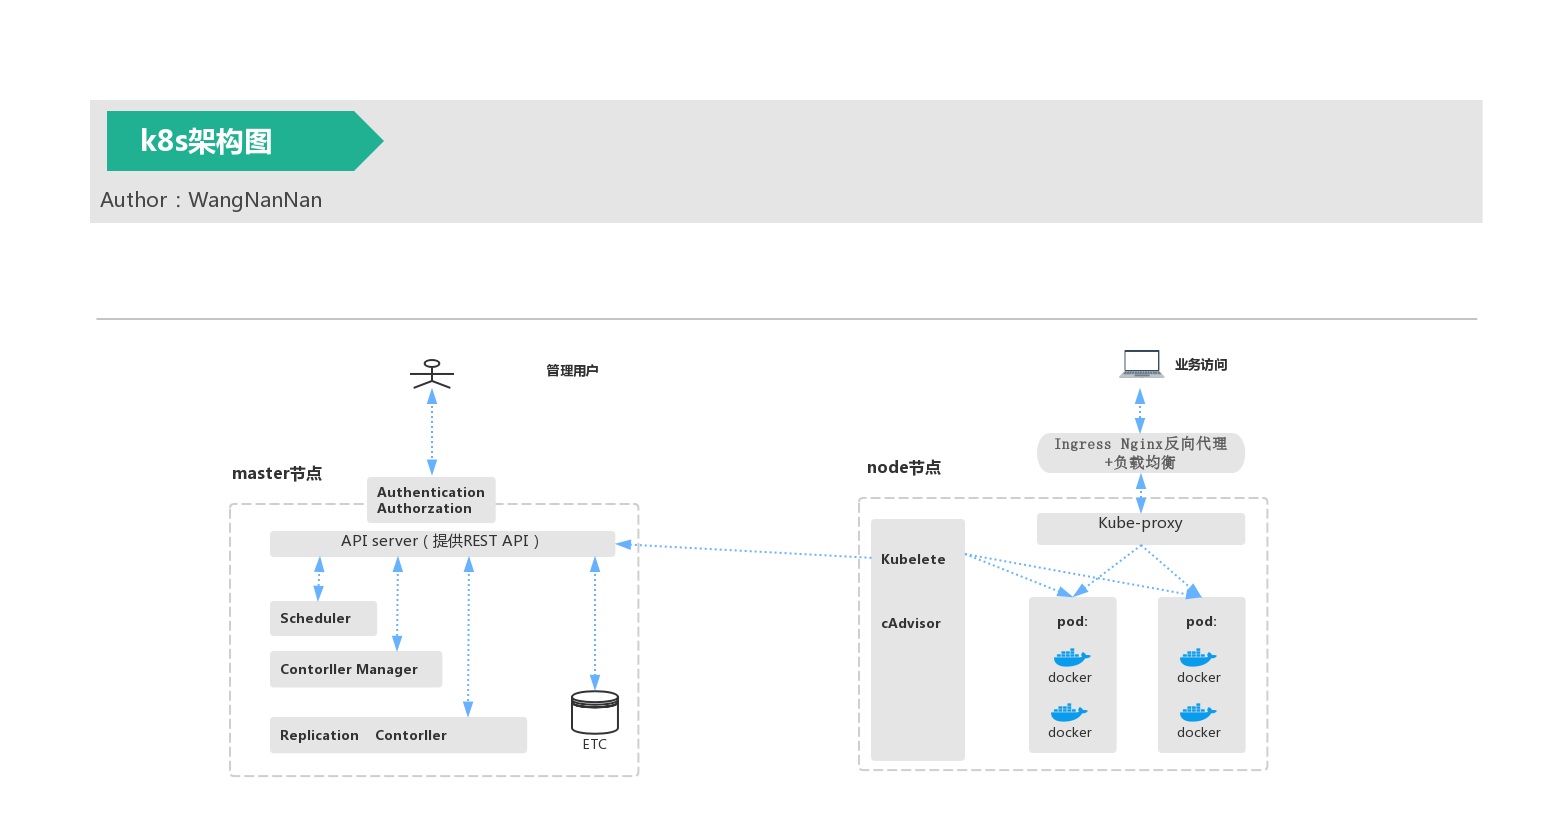 k8s架构图
Author：WangNanNan
管理用户
业务访问
Ingress Nginx反向代理
+负载均衡
master节点
node节点
Authentication
Authorzation
API server（提供REST API）
Kube-proxy
Kubelete
cAdvisor
Scheduler
Contorller Manager
Replication Contorller
ETC
pod:
docker
docker
pod:
docker
docker